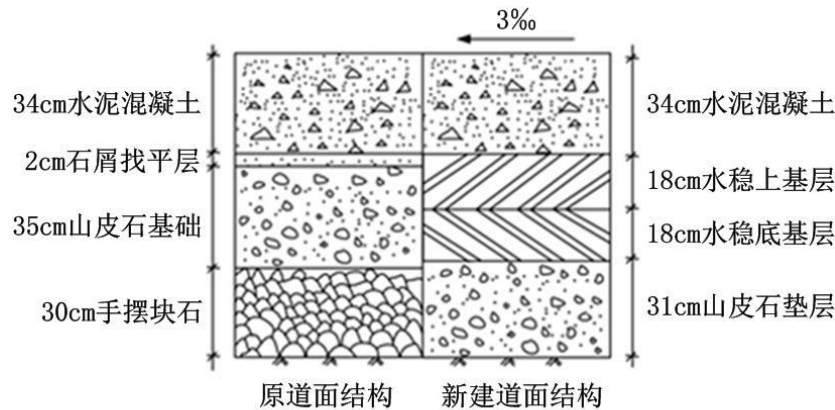 3‰
34cm水泥混凝土
2cm石屑找平层
35cm山皮石基础
30cm手摆块石
34cm水泥混凝土
18cm水稳上基层
18cm水稳底基层
31cm山皮石垫层
原道面结构
新建道面结构